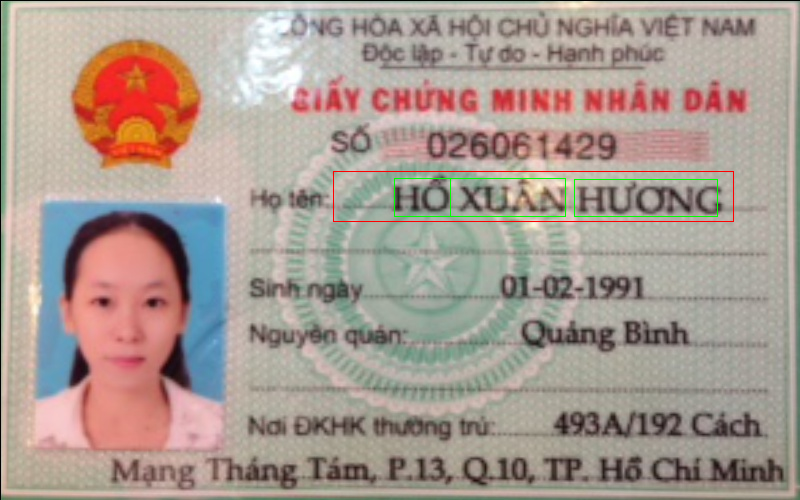 CỘNG HÒA XÃ HỘI CHỦ NGHĨA VIỆT NAM
Độc lập - Tự do - Hạnh phúc
GIẤY CHỨNG MINH NHÂN DÂN
SỐ 026061429
Họ tên: HỒ XUÂN HƯƠNG
Sinh ngày 01-02-1991
Nguyên quán: Quảng Bình
Nơi ĐKHK thường trú: 493A/192 Cách
Mạng Tháng Tám, P.13, Q.10, TP. Hồ Chí Minh